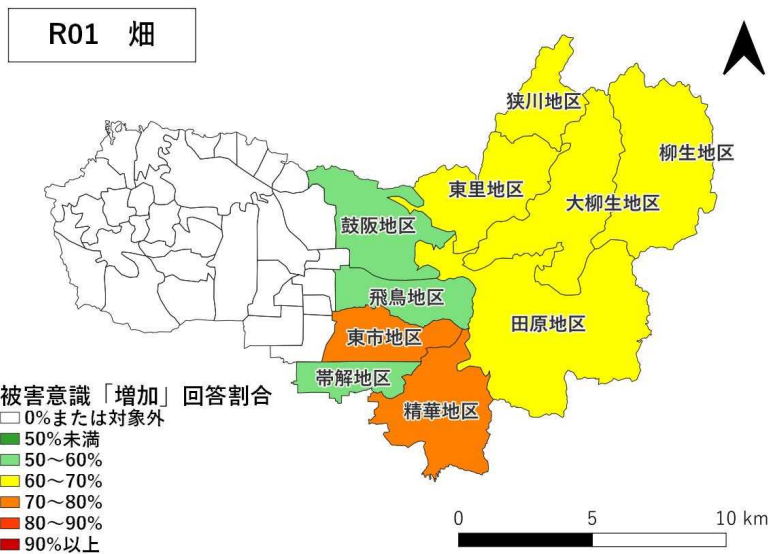 R01 畑
狭川地区
柳生地区
東里地区
大柳生地区
鼓阪地区
飛鳥地区
田原地区
東市地区
帯解地区
精華地区
被害意識「増加」回答割合
0%または対象外
50%未満
50～60%
60～70%
70～80%
80～90%
90%以上
0 5 10 km